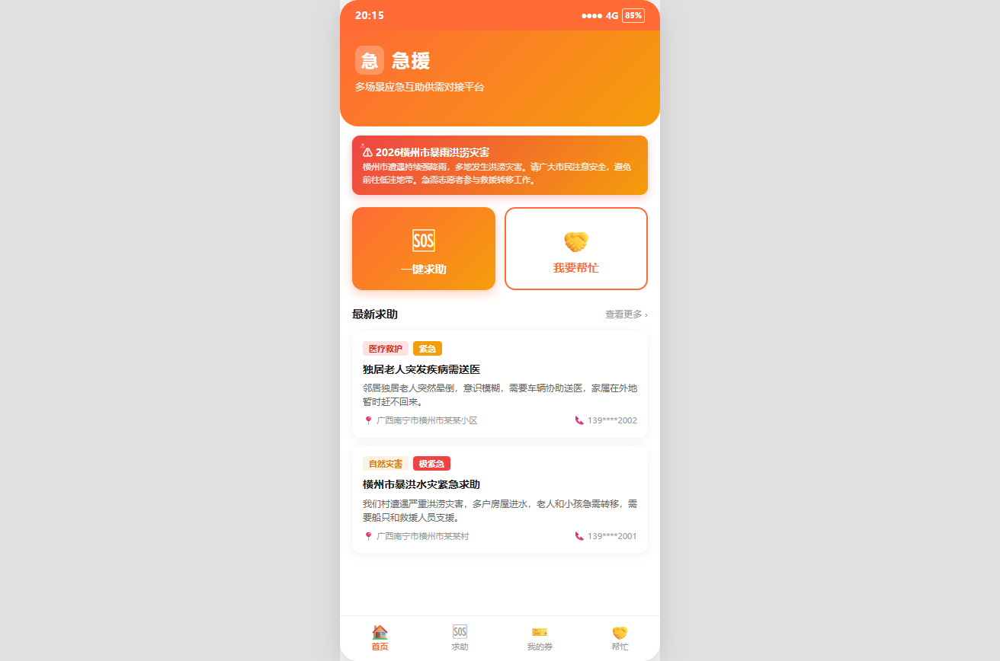 20:15
4G 85%
急 急援
多场景应急互助供需对接平台
⚠ 2026横州市暴雨洪涝灾害
横州市遭遇持续强降雨，多地发生洪涝灾害。请广大市民注意安全，避免
前往低洼地带。急需志愿者参与救援转移工作。
SOS
一键求助
我要帮忙
最新求助
查看更多 ›
医疗救护 紧急
独居老人突发疾病需送医
邻居独居老人突然晕倒，意识模糊，需要车辆协助送医，家属在外地
暂时赶不回来。
广西南宁市横州市某某小区
139****2002
自然灾害 极紧急
横州市暴洪水灾紧急求助
我们村遭遇严重洪涝灾害，多户房屋进水，老人和小孩急需转移，需
要船只和救援人员支援。
广西南宁市横州市某某村
139****2001
首页
SOS
求助
我的券
帮忙